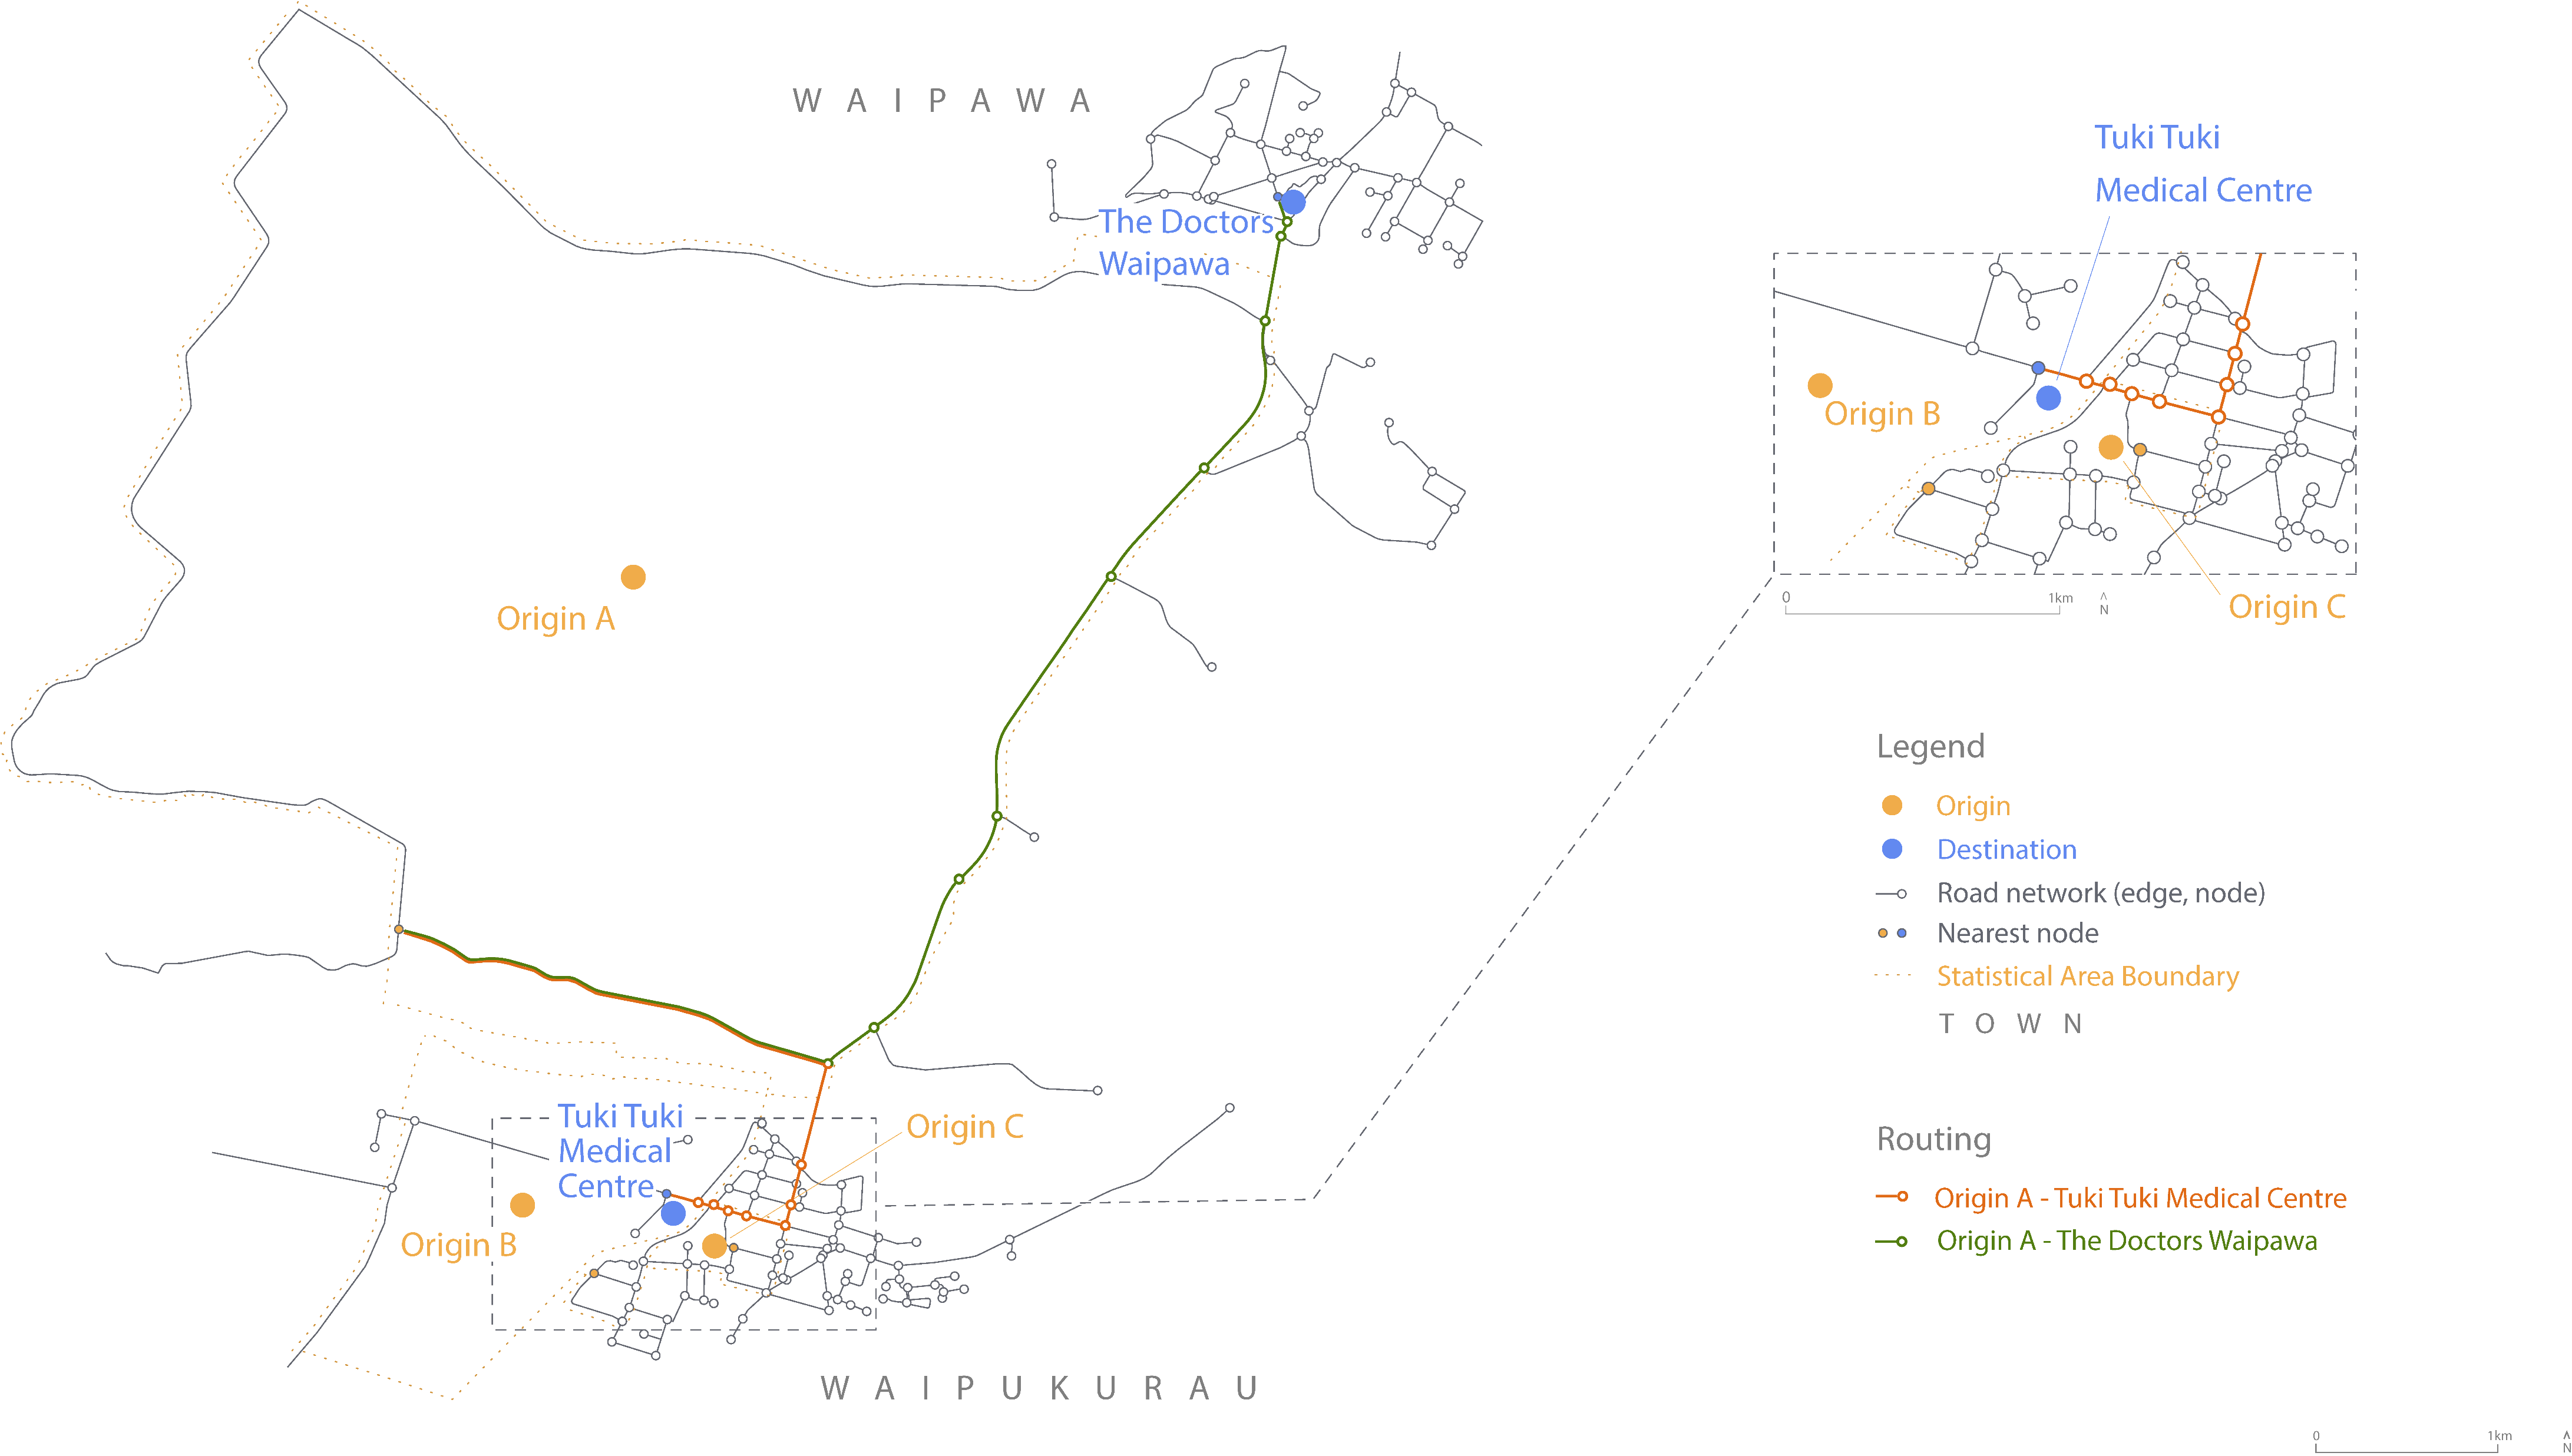 W A I P A W A
The Doctors
Waipawa
Origin A
Tuki Tuki
Medical
Centre
Origin C
Origin B
W A I P U K U R A U
Tuki Tuki
Medical Centre
Origin B
0
1km
^
N
Origin C
Legend
Origin
Destination
Road network (edge, node)
Nearest node
Statistical Area Boundary
T O W N
Routing
Origin A - Tuki Tuki Medical Centre
Origin A - The Doctors Waipawa
0
1km
^
N